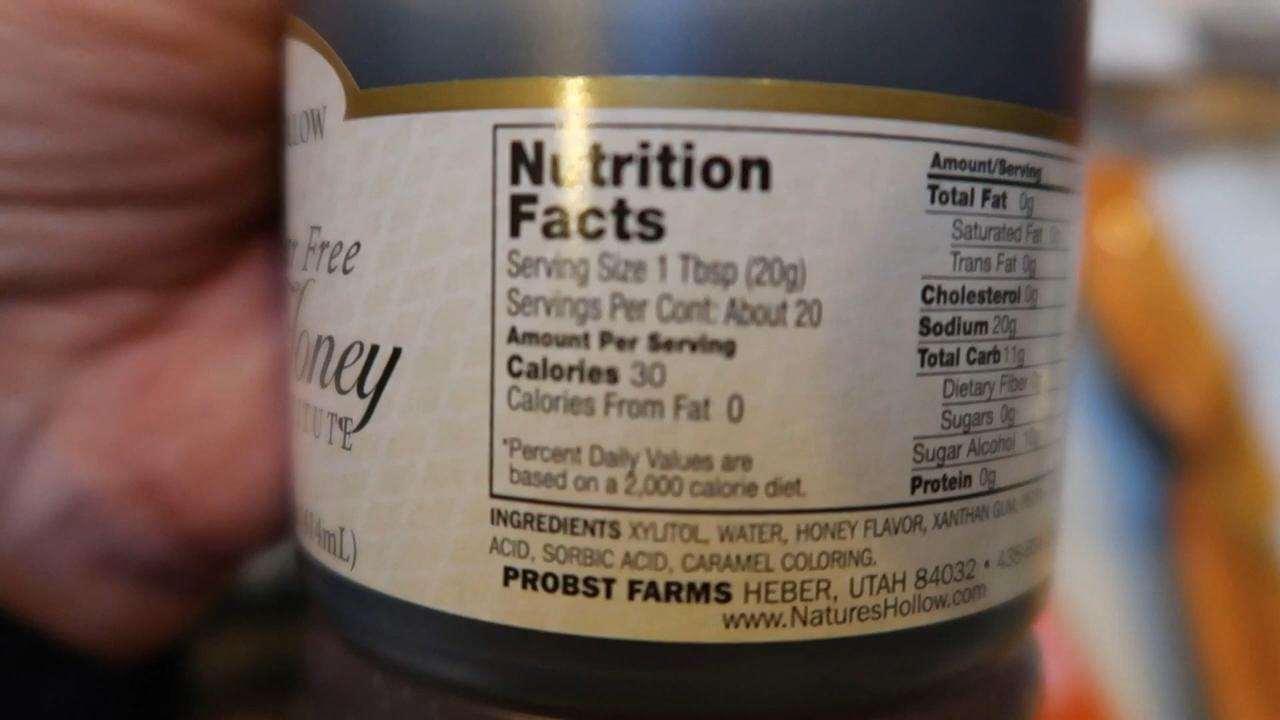 LLOW
r Free
Honey
TUTE
14mL)
Nutrition
Facts
Serving Size 1 Tbsp (20g)
Servings Per Cont: About 20
Amount Per Serving
Calories 30
Calories From Fat 0
*Percent Daily Values are
based on a 2,000 calorie diet.
Amount/Serving
Total Fat 0g
Saturated Fat
Trans Fat 0g
Cholesterol 0g
Sodium 20g
Total Carb 11g
Dietary Fiber
Sugars 0g
Sugar Alcohol
Protein 0g
INGREDIENTS XYLITOL, WATER, HONEY FLAVOR, XANTHAN GUM,
ACID, SORBIC ACID, CARAMEL COLORING.
PROBST FARMS HEBER, UTAH 84032 •
www.NaturesHollow.com